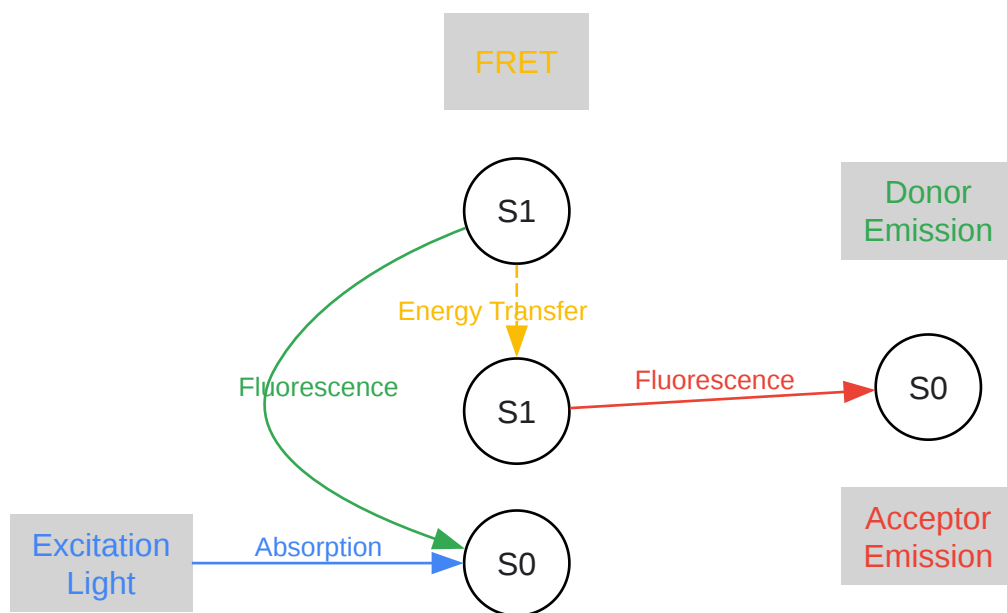 FRET
S1
Donor
Emission
Energy Transfer
Fluorescence
Fluorescence
S1
S0
Excitation
Light
Absorption
S0
Acceptor
Emission